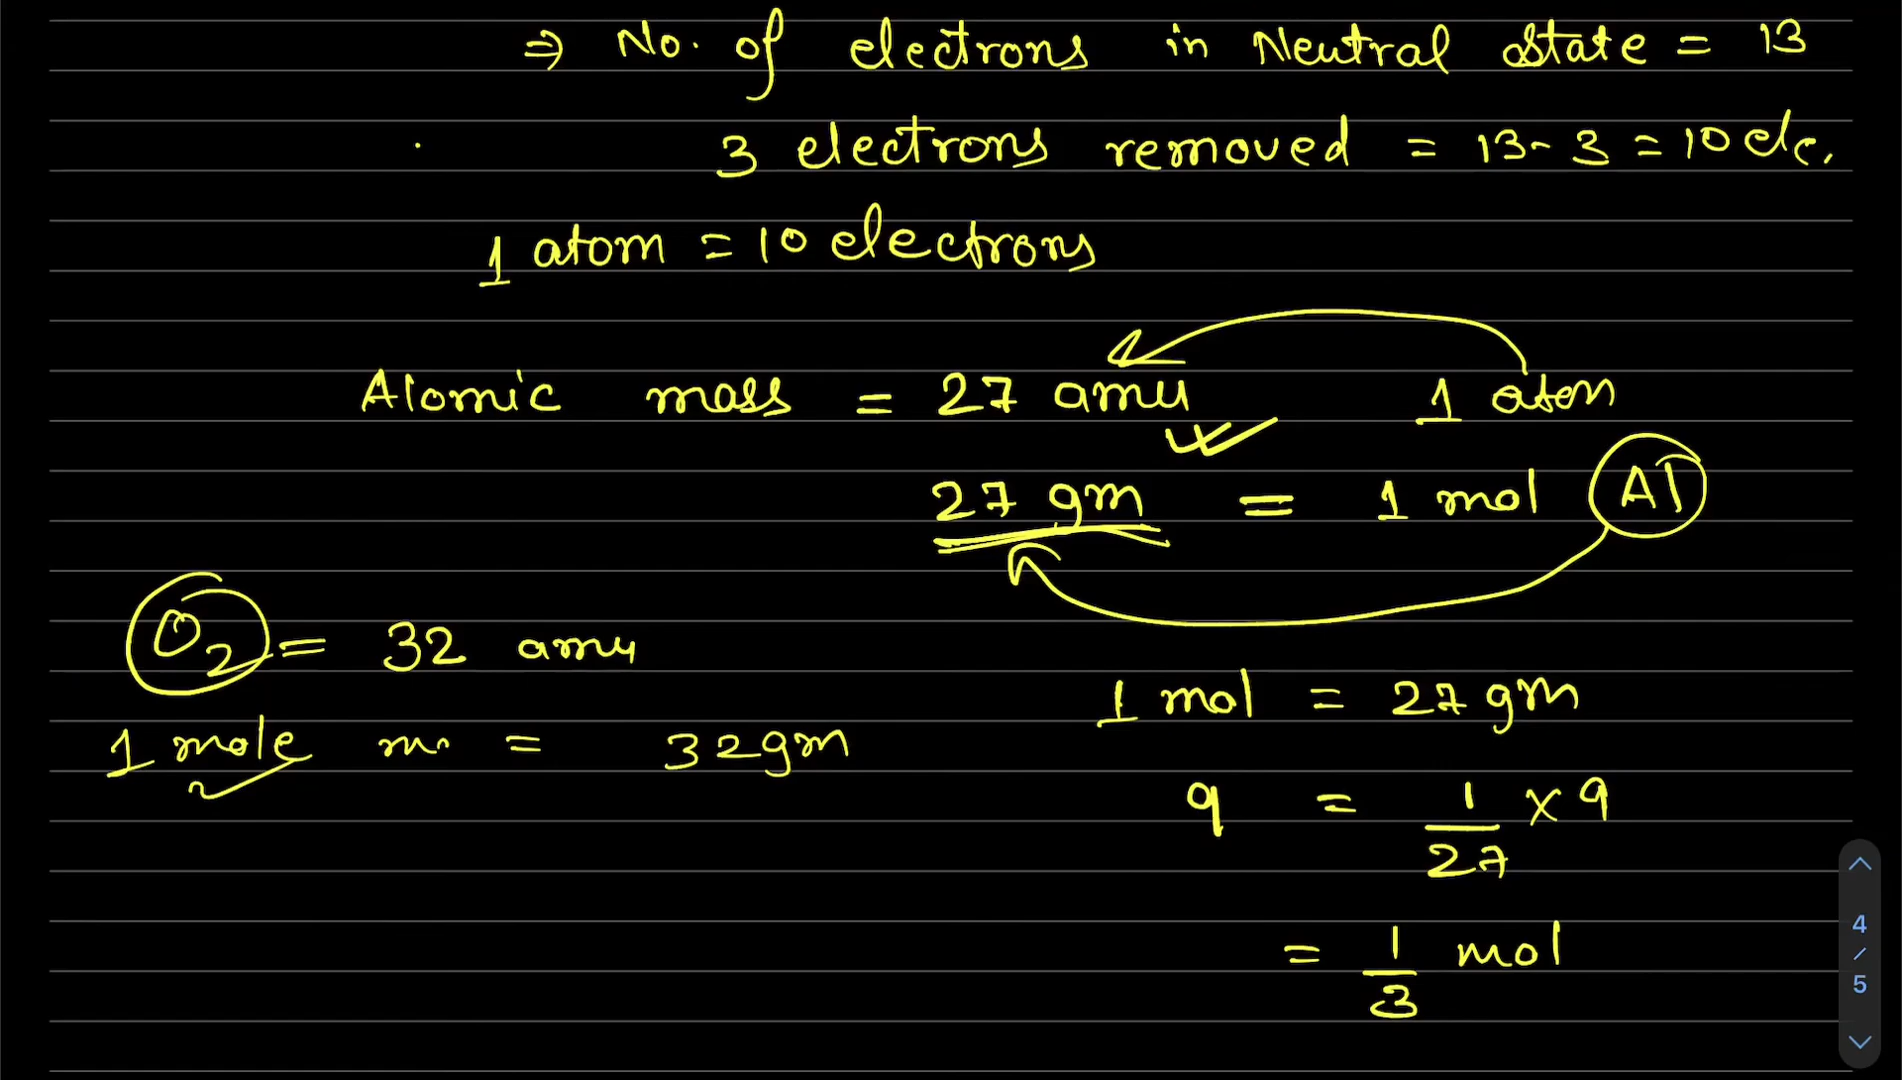 ⇒ No. of electrons in Neutral State = 13
3 electrons removed = 13 - 3 = 10 ele.
1 atom = 10 electrons
Atomic mass = 27 amu 1 atom
27 gm = 1 mol Al
O₂ = 32 amu
1 mol = 27 gm
1 mole = 32gm
9 = 1/27 × 9
= 1/3 mol
4
/
5